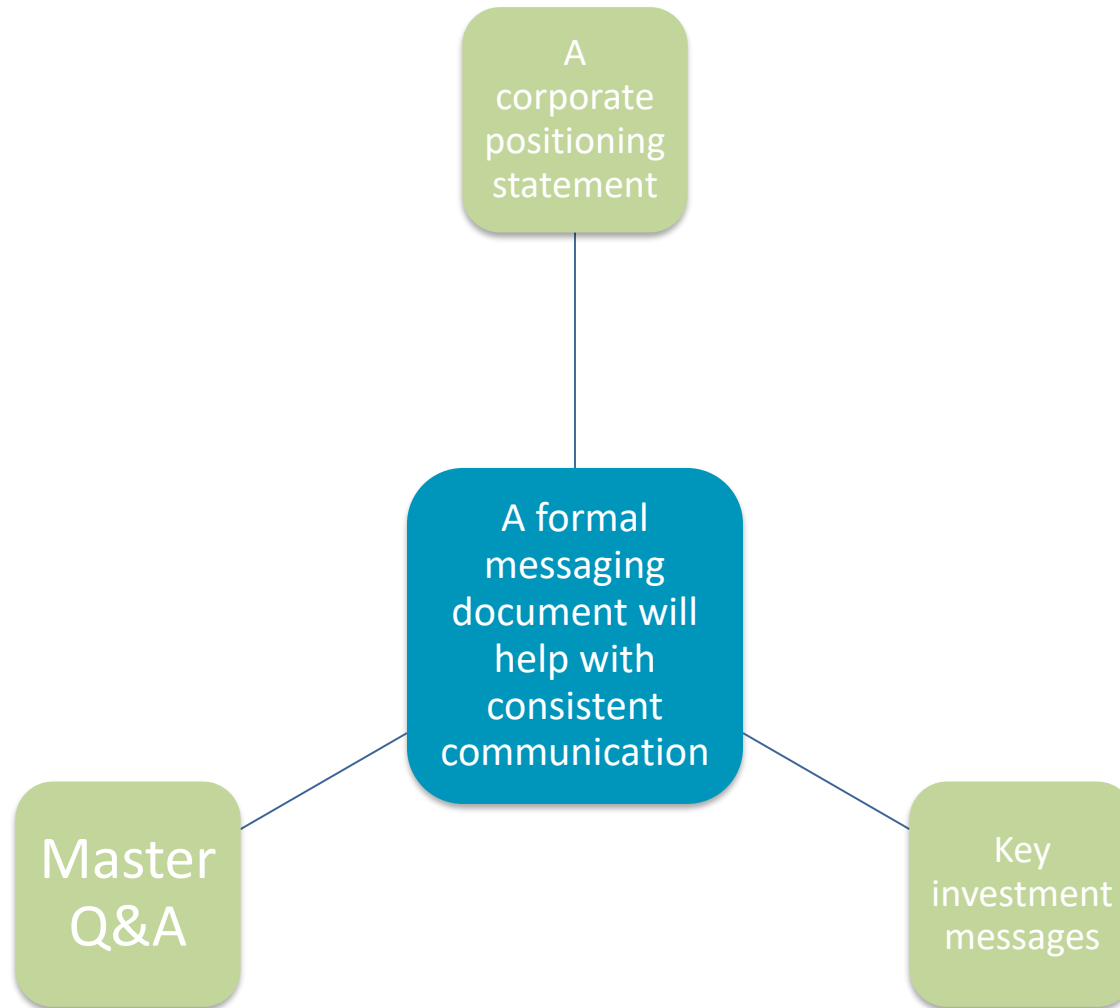 A
corporate
positioning
statement
A formal
messaging
document will
help with
consistent
communication
Master
Q&A
Key
investment
messages